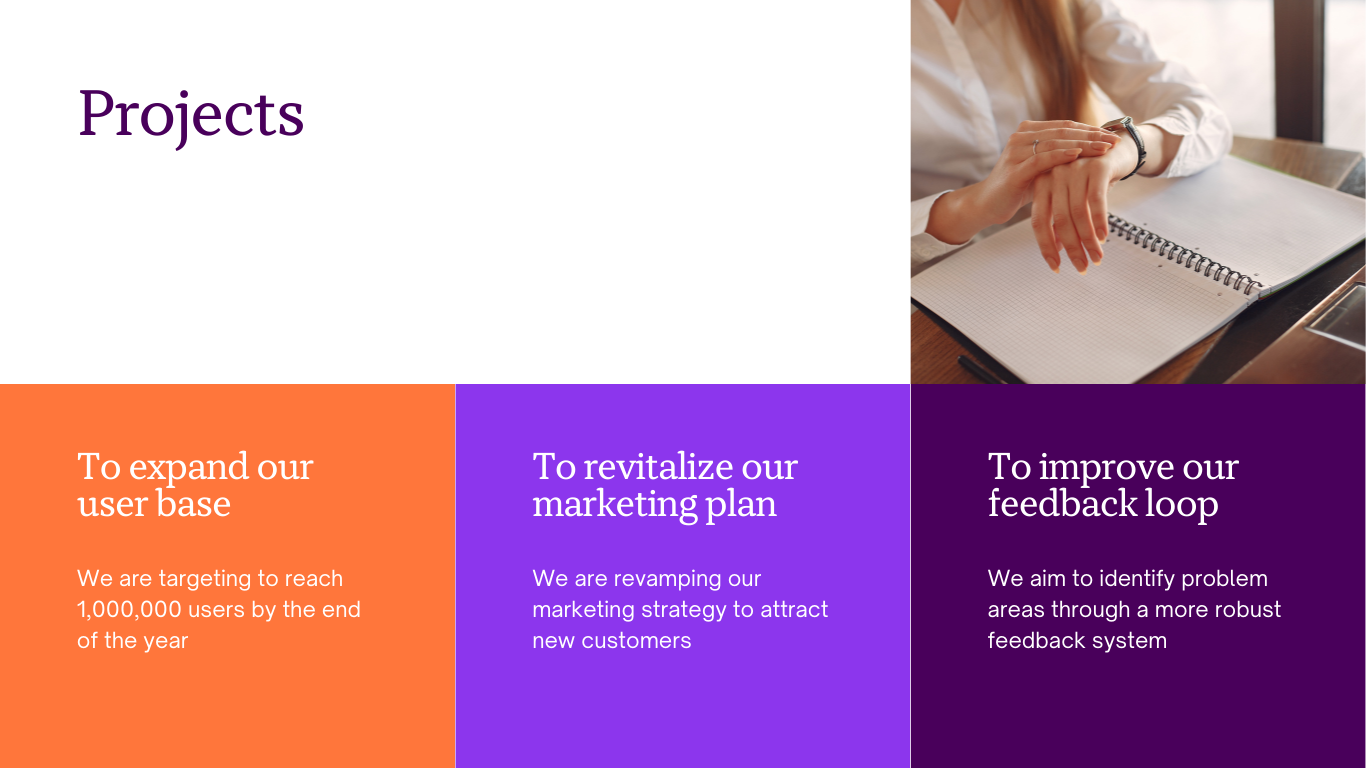 Projects
To expand our
user base
We are targeting to reach
1,000,000 users by the end
of the year
To revitalize our
marketing plan
We are revamping our
marketing strategy to attract
new customers
To improve our
feedback loop
We aim to identify problem
areas through a more robust
feedback system